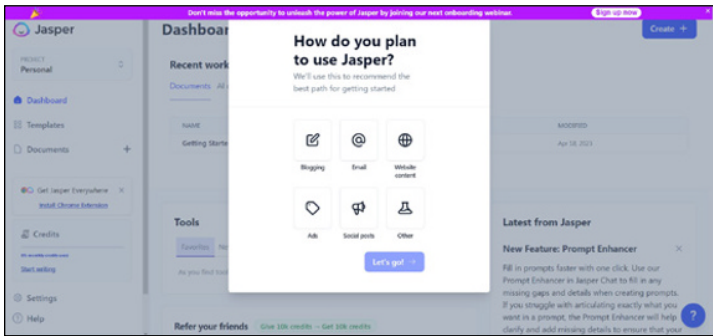 Don't miss the opportunity to unleash the power of Jasper by joining our next onboarding webinar.
Sign up now
Jasper
PROJECT
Personal
Dashboard
Templates
Documents
Get Jasper Everywhere
Install Chrome Extension
Credits
Start writing
Settings
Help
Dashboar
Create +
Recent work
Documents
NAME
MODIFIED
Getting Starte
Apr 18, 2023
How do you plan
to use Jasper?
We'll use this to recommend the
best path for getting started
Blogging
Email
Website
content
Ads
Social posts
Other
Let's go! →
Tools
Favorites
As you find tool
Refer your friends
Give 10k credits — Get 10k credits
Latest from Jasper
New Feature: Prompt Enhancer
Fill in prompts faster with one click. Use our
Prompt Enhancer in Jasper Chat to fill in any
missing gaps and details when creating prompts.
If you struggle with articulating exactly what you
want in a prompt, the Prompt Enhancer will help
clarify and add missing details to ensure that your
?